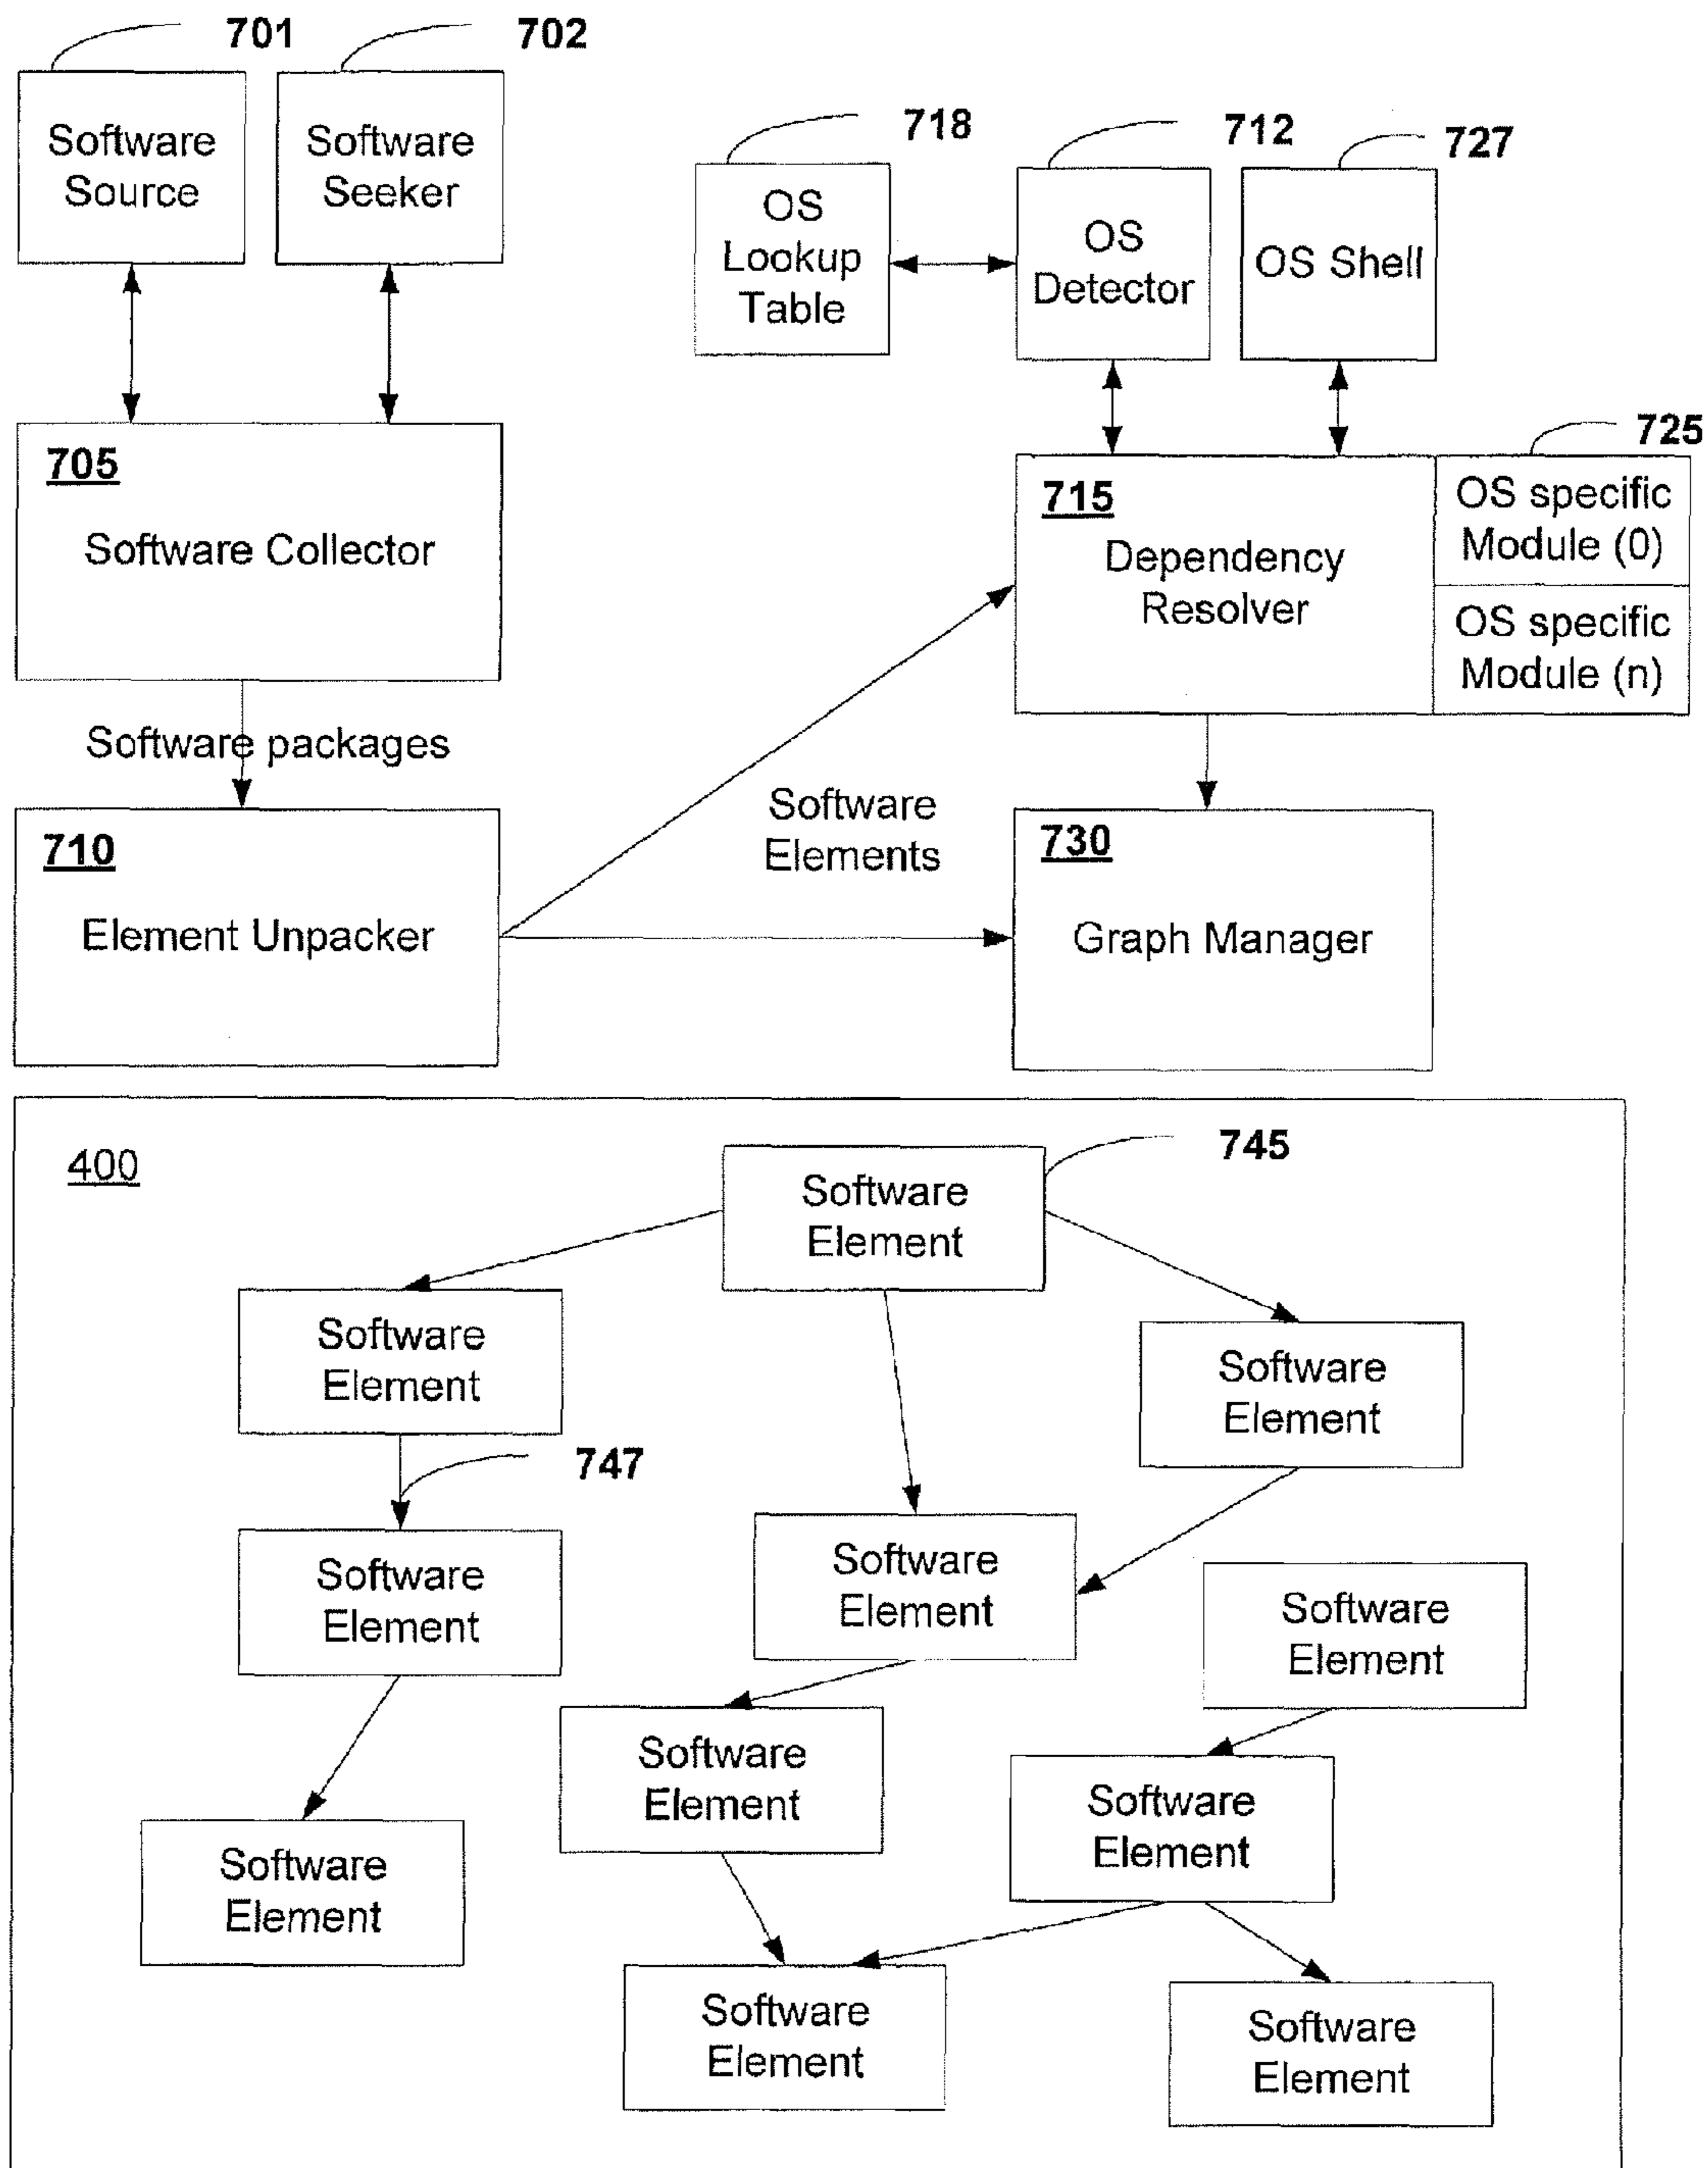 701
702
Software
Source
Software
Seeker
718
712
727
OS
Lookup
Table
OS
Detector
OS Shell
705
Software Collector
725
715
Dependency
Resolver
OS specific
Module (0)
OS specific
Module (n)
Software packages
Software
Elements
710
Element Unpacker
730
Graph Manager
400
745
Software
Element
Software
Element
Software
Element
747
Software
Element
Software
Element
Software
Element
Software
Element
Software
Element
Software
Element
Software
Element
Software
Element